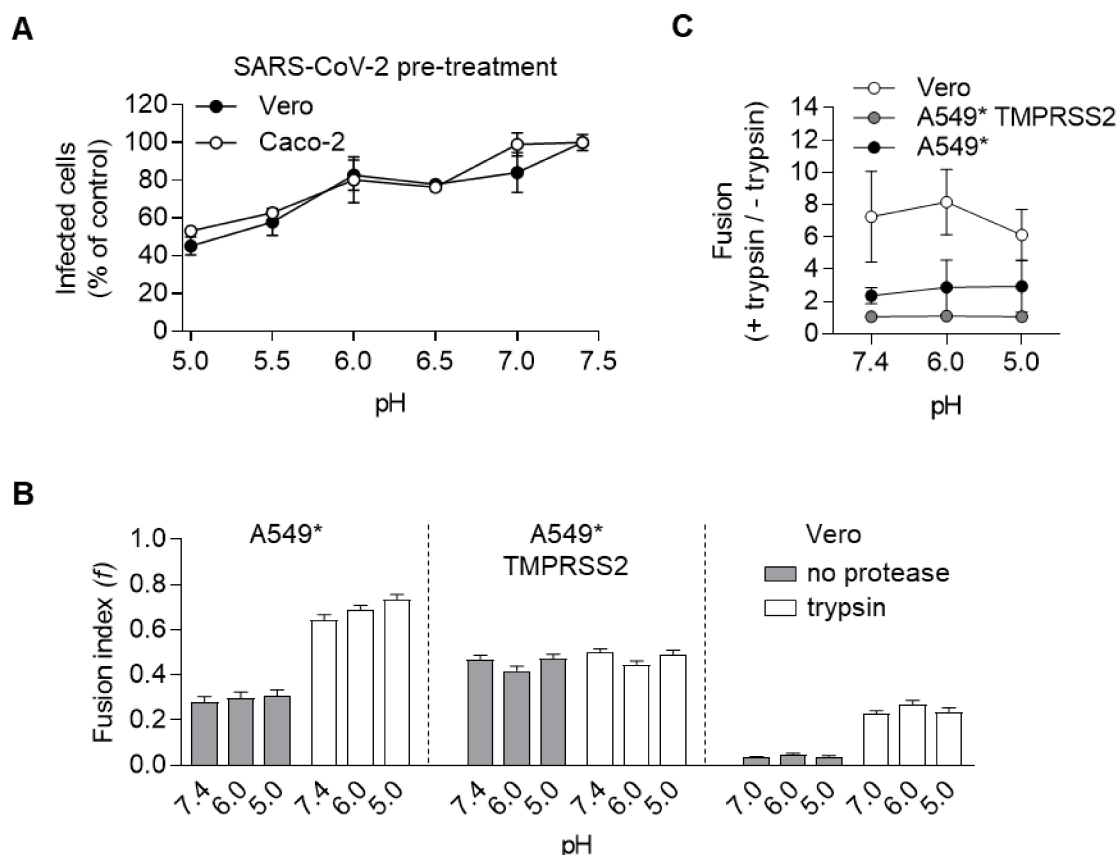 A
SARS-CoV-2 pre-treatment
Vero
Caco-2
Infected cells
(% of control)
120
100
80
60
40
20
0
5.0 5.5 6.0 6.5 7.0 7.5
pH
C
Vero
A549* TMPRSS2
A549*
Fusion
(+ trypsin / - trypsin)
14
12
10
8
6
4
2
0
7.4 6.0 5.0
pH
B
A549*
A549*
TMPRSS2
Vero
no protease
trypsin
Fusion index (f)
1.0
0.8
0.6
0.4
0.2
0.0
7.4 6.0 5.0 7.4 6.0 5.0 7.4 6.0 5.0 7.4 6.0 5.0 7.0 6.0 5.0 7.0 6.0 5.0
pH